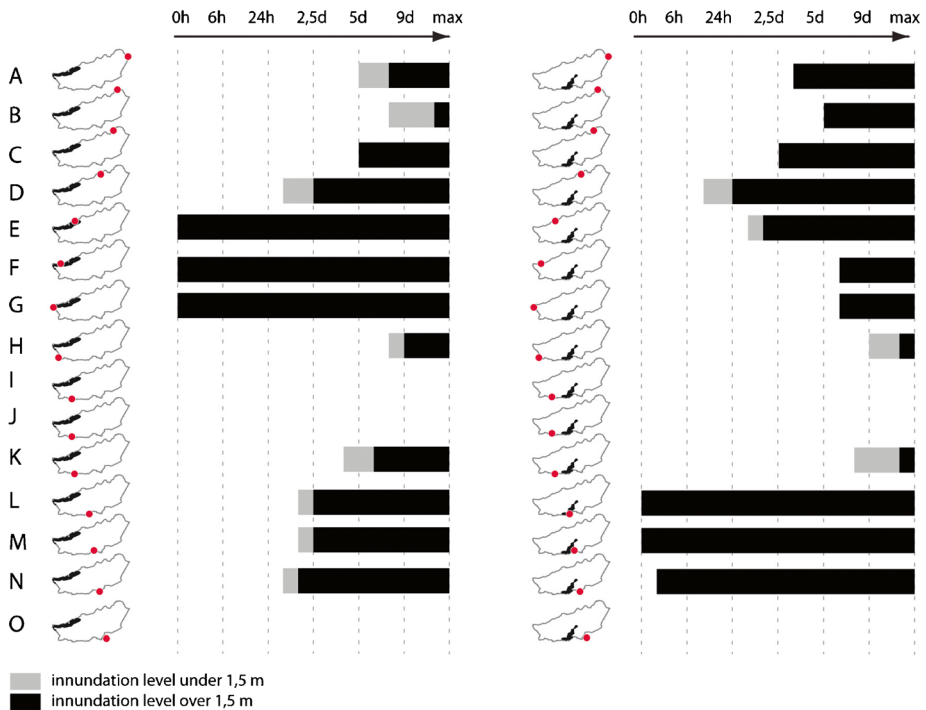 0h 6h 24h 2,5d 5d 9d max 0h 6h 24h 2,5d 5d 9d max
A
B
C
D
E
F
G
H
I
J
K
L
M
N
O
innundation level under 1,5 m
innundation level over 1,5 m